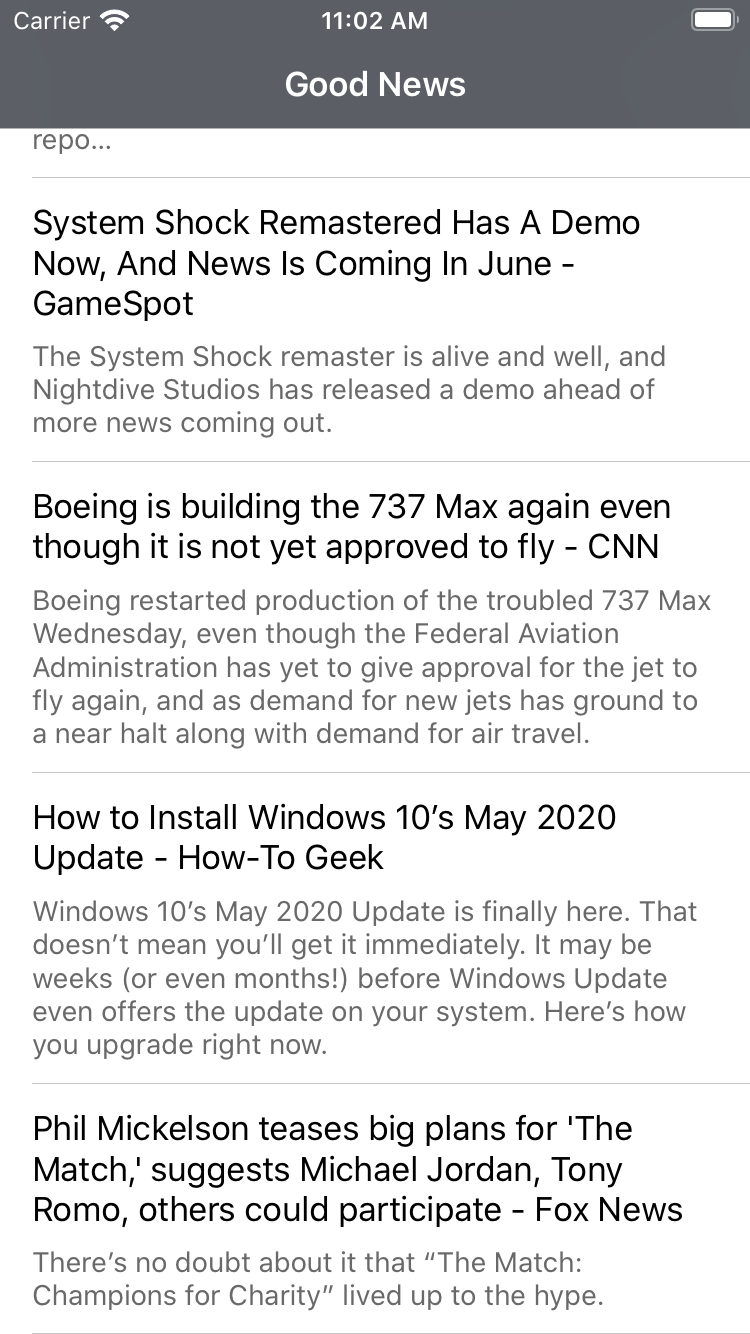 Carrier 11:02 AM
Good News
repo...
System Shock Remastered Has A Demo
Now, And News Is Coming In June -
GameSpot
The System Shock remaster is alive and well, and
Nightdive Studios has released a demo ahead of
more news coming out.
Boeing is building the 737 Max again even
though it is not yet approved to fly - CNN
Boeing restarted production of the troubled 737 Max
Wednesday, even though the Federal Aviation
Administration has yet to give approval for the jet to
fly again, and as demand for new jets has ground to
a near halt along with demand for air travel.
How to Install Windows 10’s May 2020
Update - How-To Geek
Windows 10’s May 2020 Update is finally here. That
doesn’t mean you’ll get it immediately. It may be
weeks (or even months!) before Windows Update
even offers the update on your system. Here’s how
you upgrade right now.
Phil Mickelson teases big plans for 'The
Match,' suggests Michael Jordan, Tony
Romo, others could participate - Fox News
There’s no doubt about it that “The Match:
Champions for Charity” lived up to the hype.